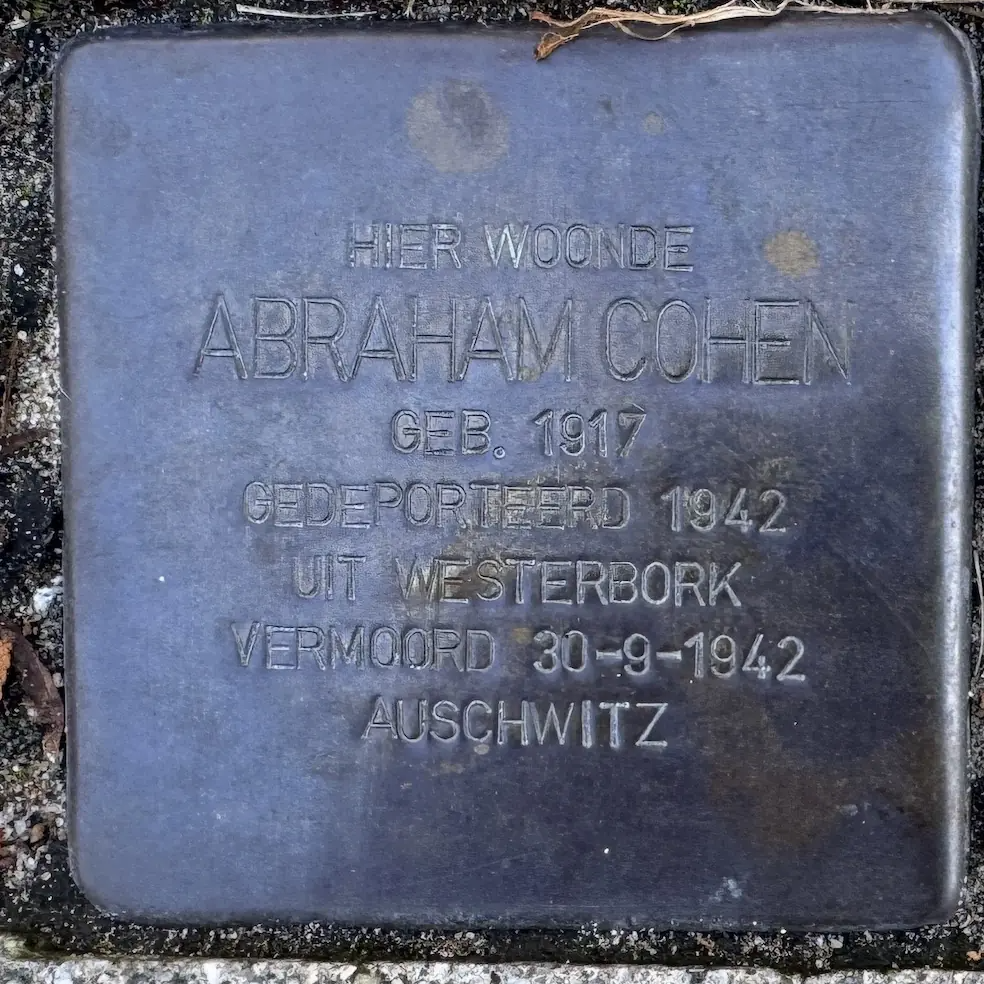 HIER WOONDE
ABRAHAM COHEN
GEB. 1917
GEDEPORTEERD 1942
UIT WESTERBORK
VERMOORD 30-9-1942
AUSCHWITZ